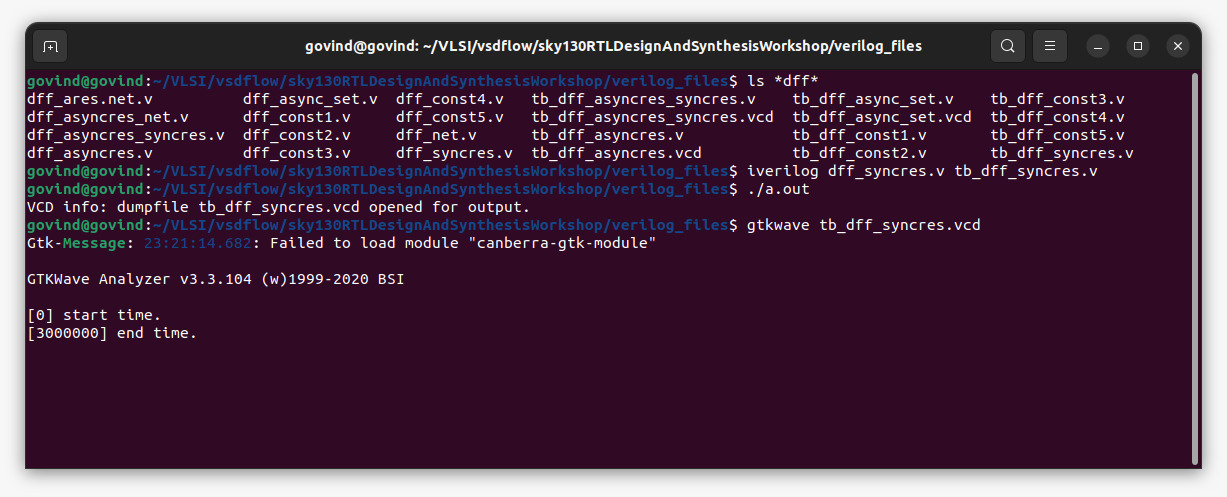 govind@govind: ~/VLSI/vsdflow/sky130RTLDesignAndSynthesisWorkshop/verilog_files
govind@govind:~/VLSI/vsdflow/sky130RTLDesignAndSynthesisWorkshop/verilog_files$ ls *dff*
dff_ares.net.v dff_async_set.v dff_const4.v tb_dff_asyncres_syncres.v tb_dff_async_set.v tb_dff_const3.v
dff_asyncres_net.v dff_const1.v dff_const5.v tb_dff_asyncres_syncres.vcd tb_dff_async_set.vcd tb_dff_const4.v
dff_asyncres_syncres.v dff_const2.v dff_net.v tb_dff_asyncres.v tb_dff_const1.v tb_dff_const5.v
dff_asyncres.v dff_const3.v dff_syncres.v tb_dff_asyncres.vcd tb_dff_const2.v tb_dff_syncres.v
govind@govind:~/VLSI/vsdflow/sky130RTLDesignAndSynthesisWorkshop/verilog_files$ iverilog dff_syncres.v tb_dff_syncres.v
govind@govind:~/VLSI/vsdflow/sky130RTLDesignAndSynthesisWorkshop/verilog_files$ ./a.out
VCD info: dumpfile tb_dff_syncres.vcd opened for output.
govind@govind:~/VLSI/vsdflow/sky130RTLDesignAndSynthesisWorkshop/verilog_files$ gtkwave tb_dff_syncres.vcd
Gtk-Message: 23:21:14.682: Failed to load module "canberra-gtk-module"
GTKWave Analyzer v3.3.104 (w)1999-2020 BSI
[0] start time.
[3000000] end time.